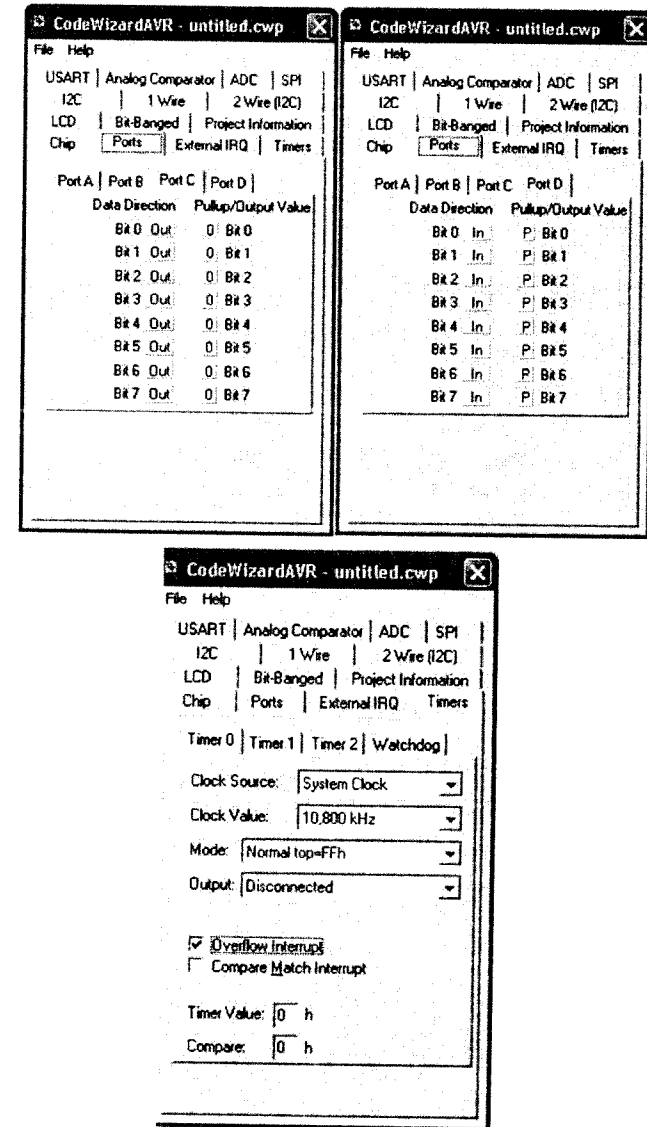 CodeWizardAVR - untitled.cwp
File Help
USART Analog Comparator ADC SPI
I2C 1 Wire 2 Wire (I2C)
LCD Bit-Banged Project Information
Chip Ports External IRQ Timers
Port A Port B Port C Port D
Data Direction Pullup/Output Value
Bit 0 Out 0 Bit 0
Bit 1 Out 0 Bit 1
Bit 2 Out 0 Bit 2
Bit 3 Out 0 Bit 3
Bit 4 Out 0 Bit 4
Bit 5 Out 0 Bit 5
Bit 6 Out 0 Bit 6
Bit 7 Out 0 Bit 7
CodeWizardAVR - untitled.cwp
File Help
USART Analog Comparator ADC SPI
I2C 1 Wire 2 Wire (I2C)
LCD Bit-Banged Project Information
Chip Ports External IRQ Timers
Port A Port B Port C Port D
Data Direction Pullup/Output Value
Bit 0 In P Bit 0
Bit 1 In P Bit 1
Bit 2 In P Bit 2
Bit 3 In P Bit 3
Bit 4 In P Bit 4
Bit 5 In P Bit 5
Bit 6 In P Bit 6
Bit 7 In P Bit 7
CodeWizardAVR - untitled.cwp
File Help
USART Analog Comparator ADC SPI
I2C 1 Wire 2 Wire (I2C)
LCD Bit-Banged Project Information
Chip Ports External IRQ Timers
Timer 0 Timer 1 Timer 2 Watchdog
Clock Source: System Clock
Clock Value: 10,800 kHz
Mode: Normal top=FFh
Output: Disconnected
Overflow Interrupt
Compare Match Interrupt
Timer Value: 0 h
Compare: 0 h